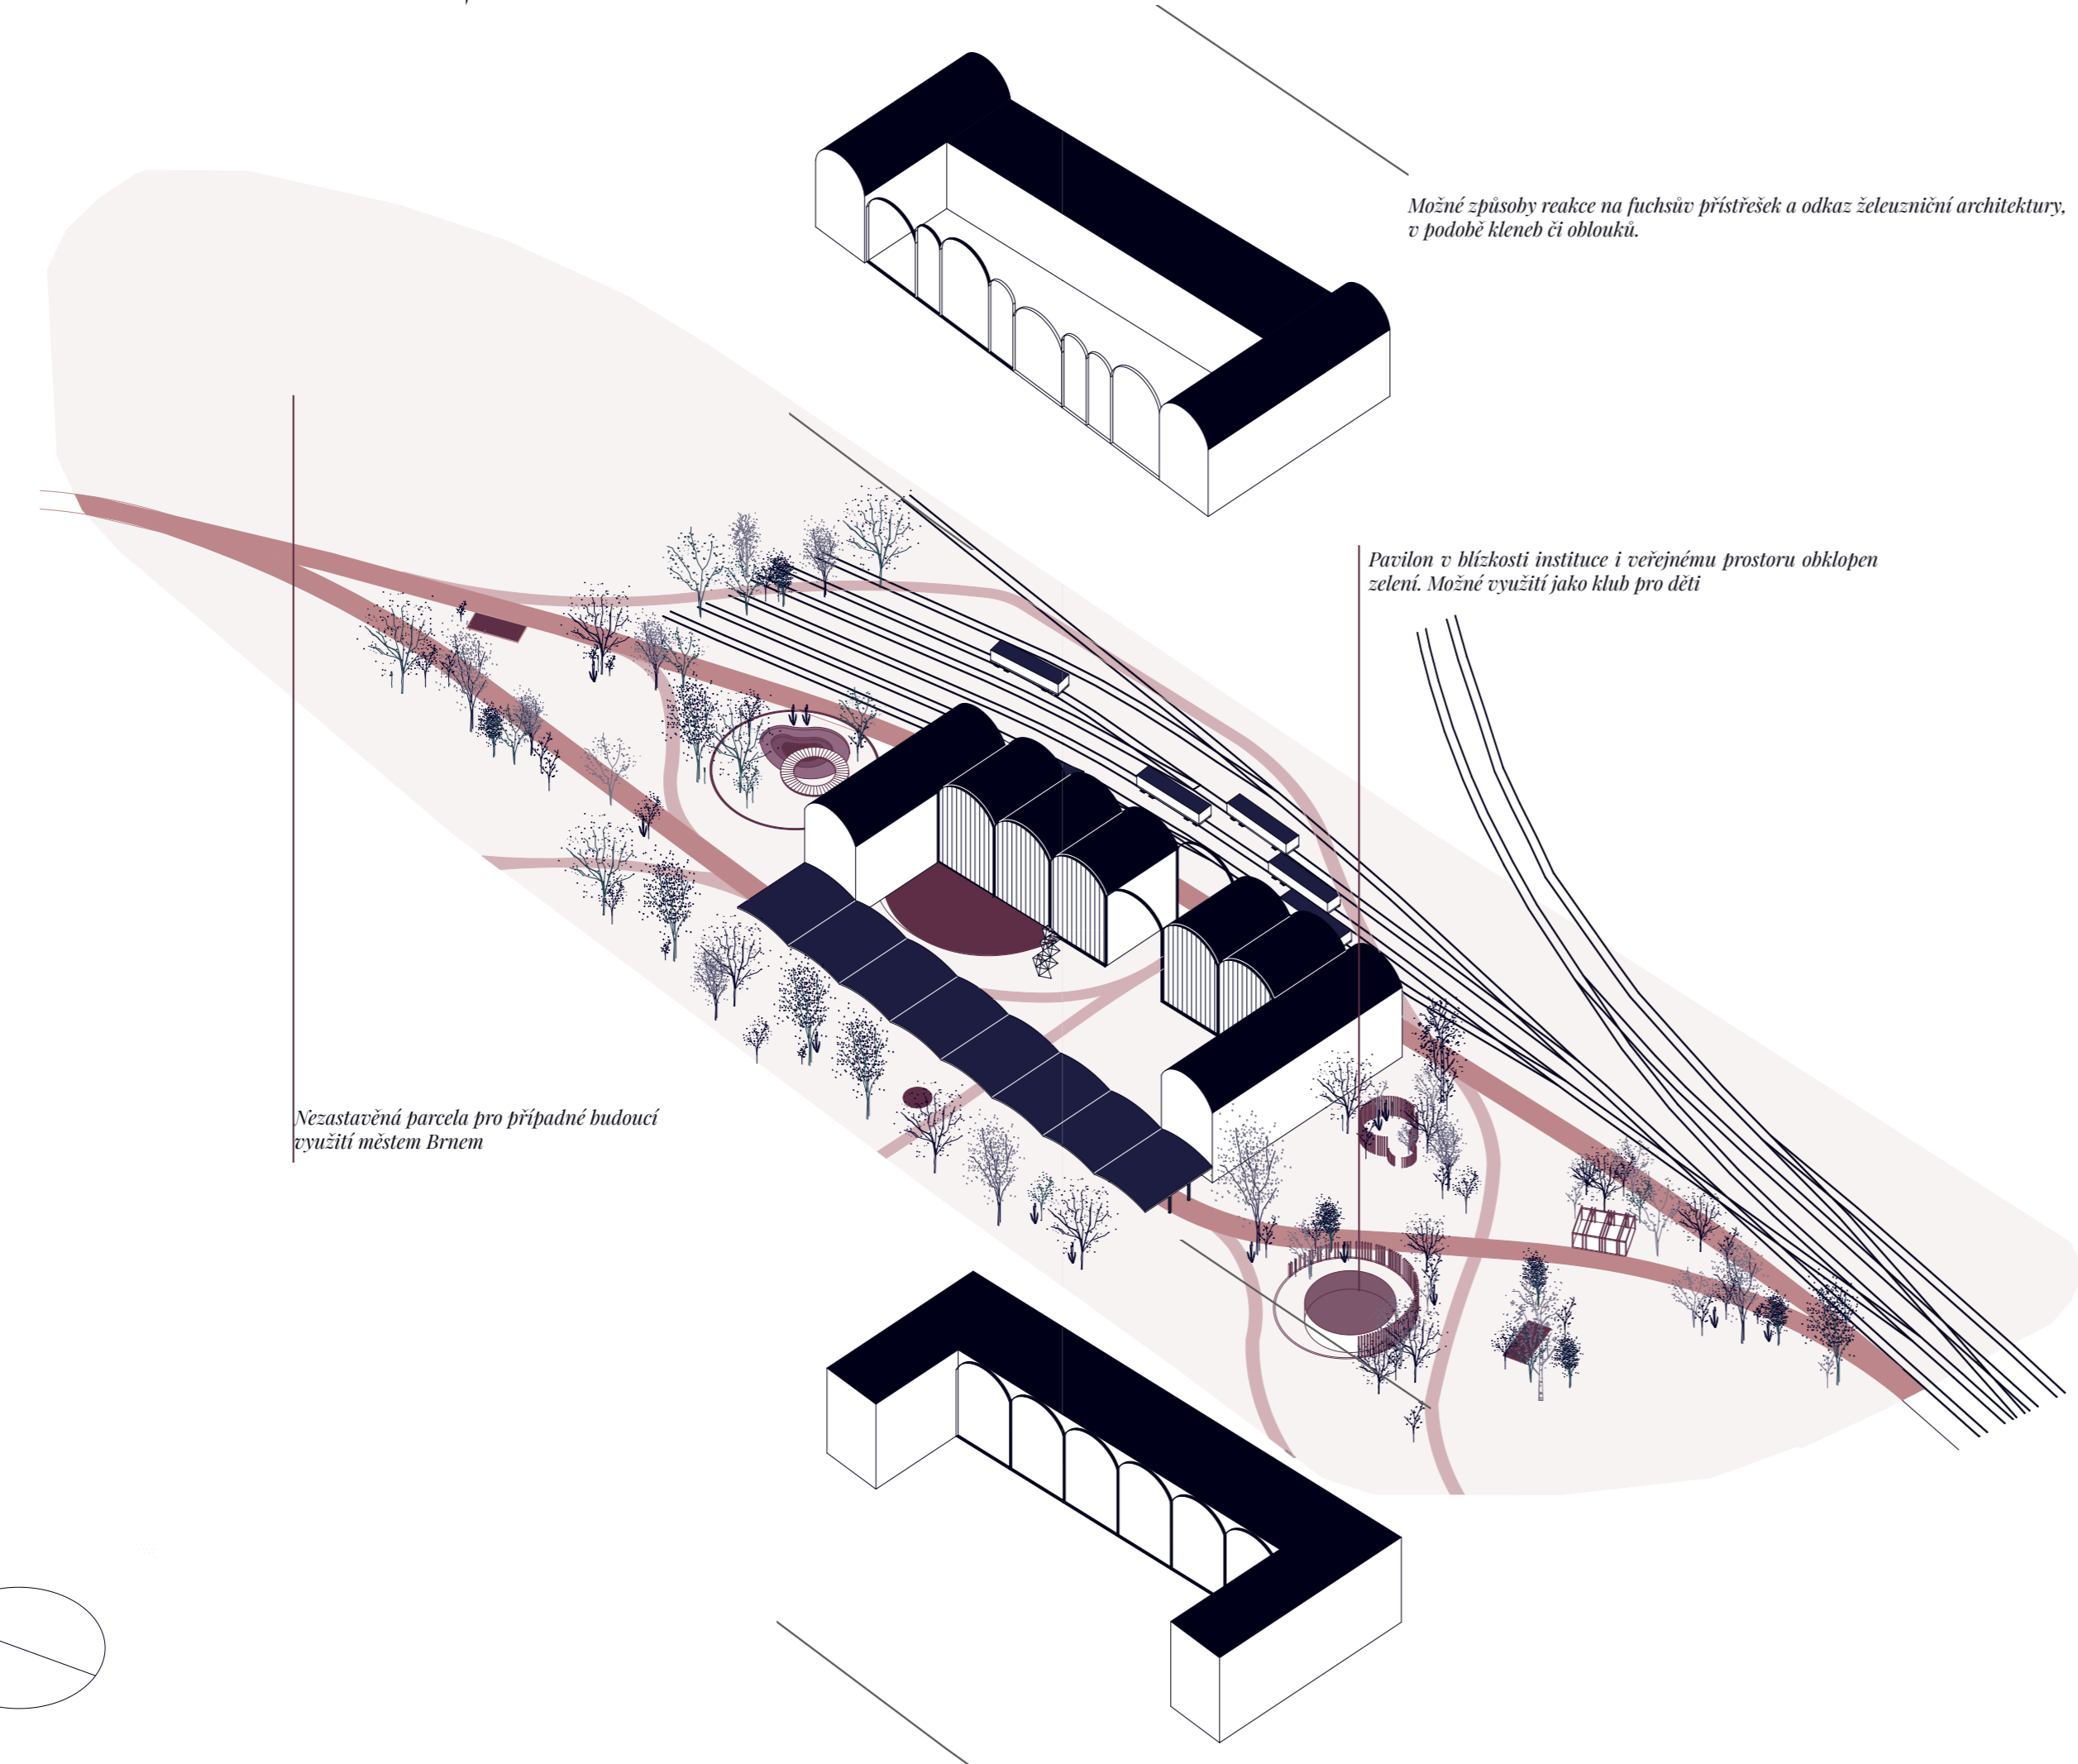 Možné způsoby reakce na fuchsův přístřešek a odkaz želeuzniční architektury,
v podobě kleneb či oblouků.
Pavilon v blízkosti instituce i veřejnému prostoru obklopen
zelení. Možné využití jako klub pro děti
Nezastavěná parcela pro případné budoucí
využití městem Brnem